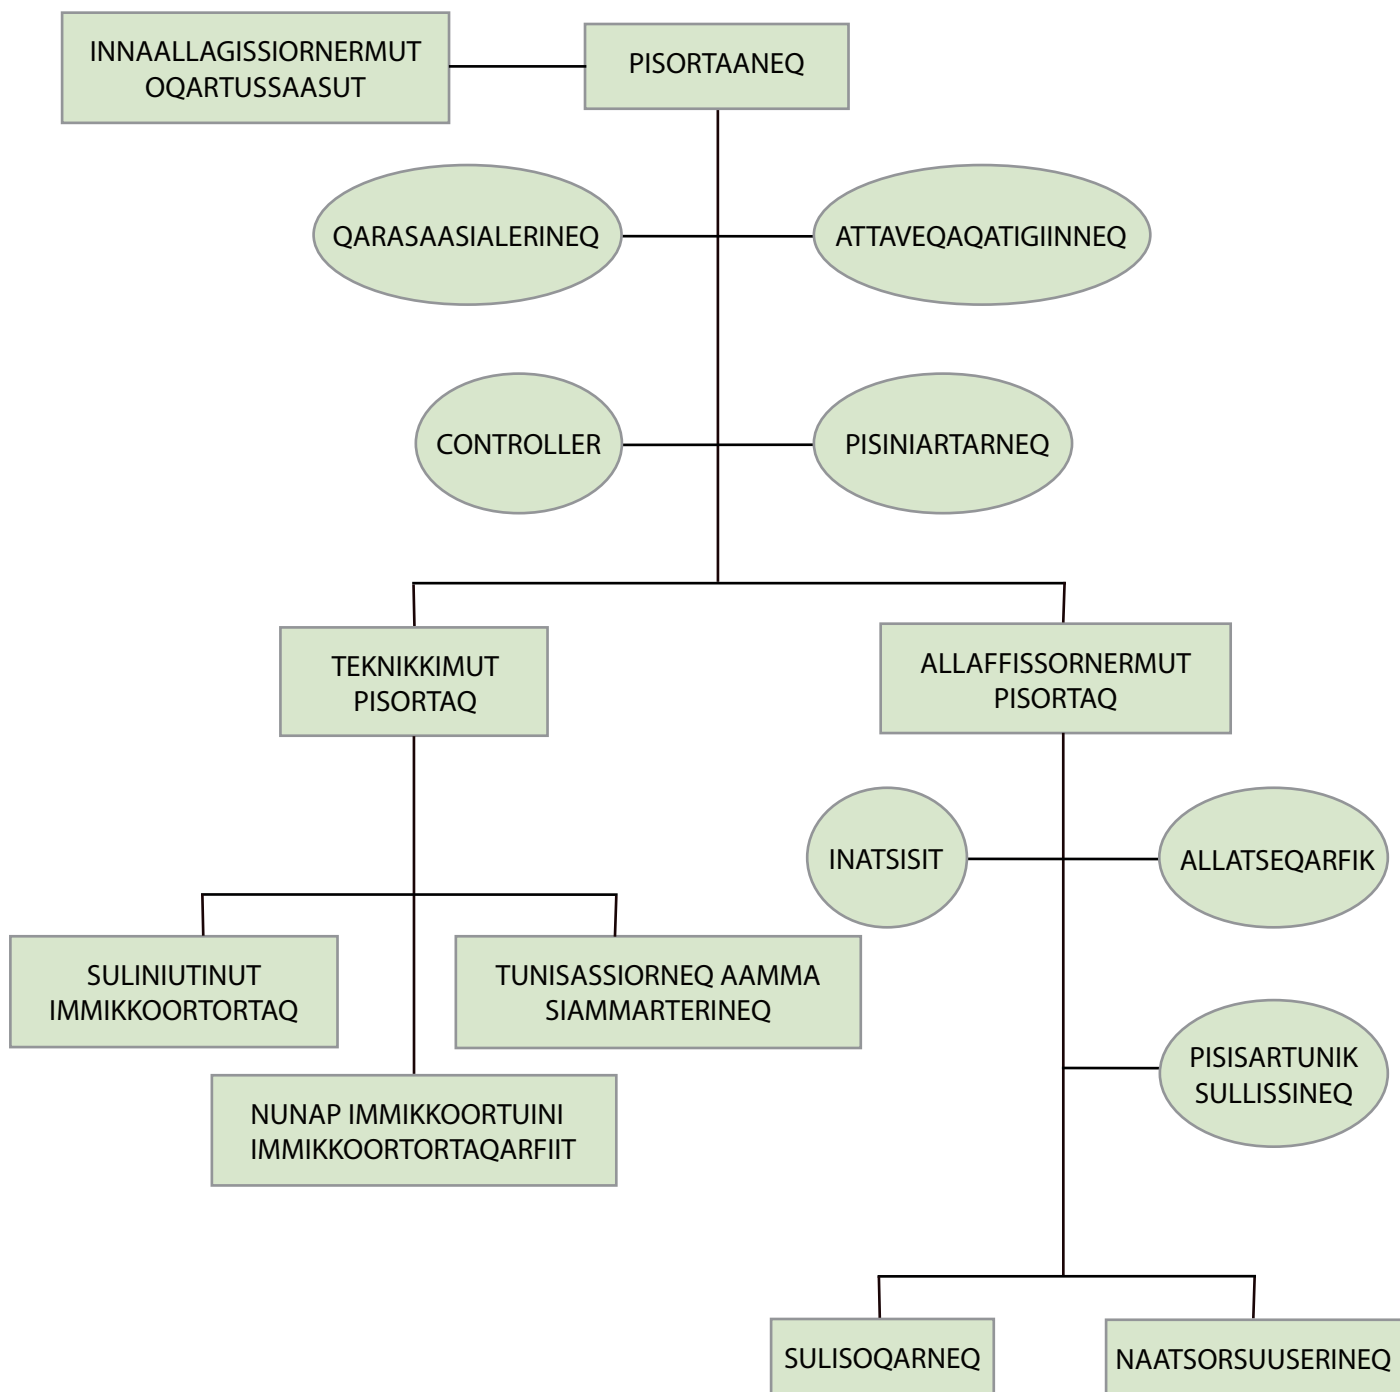 INNAALLAGISSIORNERMUT
OQARTUSSAASUT
PISORTAANEQ
QARASAASIALERINEQ
ATTAVEQAQATIGIINNEQ
CONTROLLER
PISINIARTARNEQ
TEKNIKKIMUT
PISORTAQ
ALLAFFISSORNERMUT
PISORTAQ
INATSISIT
ALLATSEQARFIK
SULINIUTINUT
IMMIKKOORTORTAQ
TUNISASSIORNEQ AAMMA
SIAMMARTERINEQ
NUNAP IMMIKKOORTUINI
IMMIKKOORTORTAQARFIIT
PISISARTUNIK
SULLISSINEQ
SULISOQARNEQ
NAATSORSUUSERINEQ